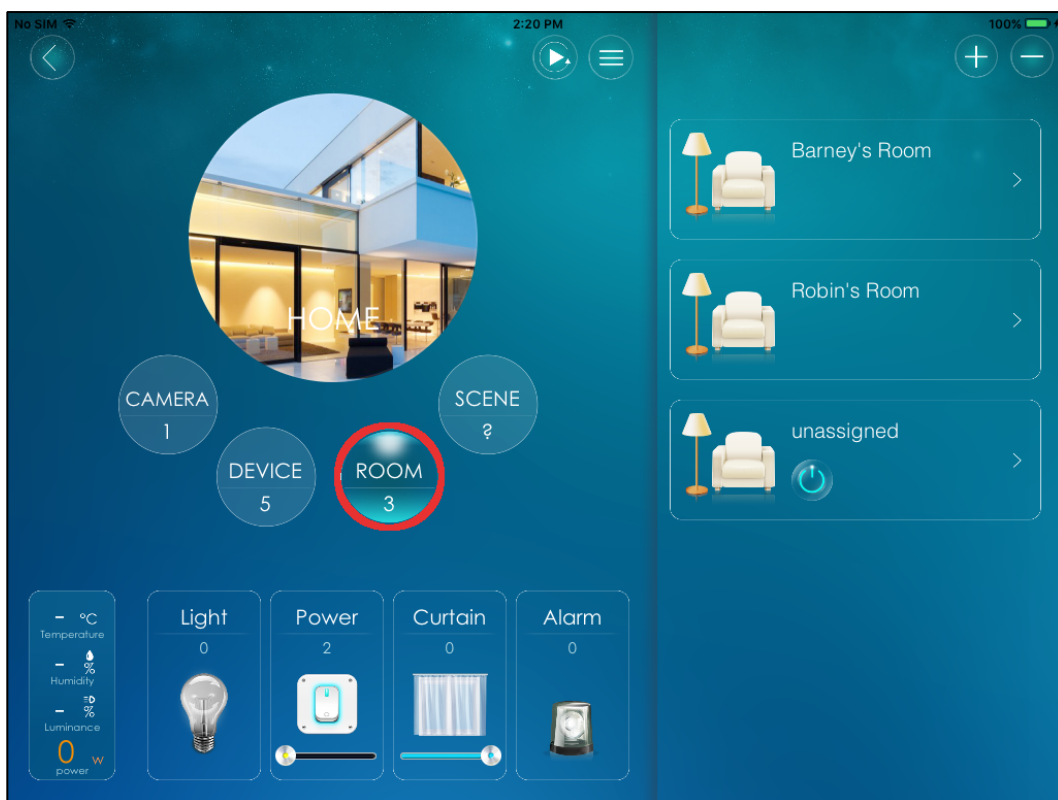 No SIM
2:20 PM
100%
HOME
CAMERA
1
DEVICE
5
ROOM
3
SCENE
?
Barney's Room
Robin's Room
unassigned
- °C
Temperature
- %
Humidity
- %
Luminance
0 w
power
Light
0
Power
2
Curtain
0
Alarm
0